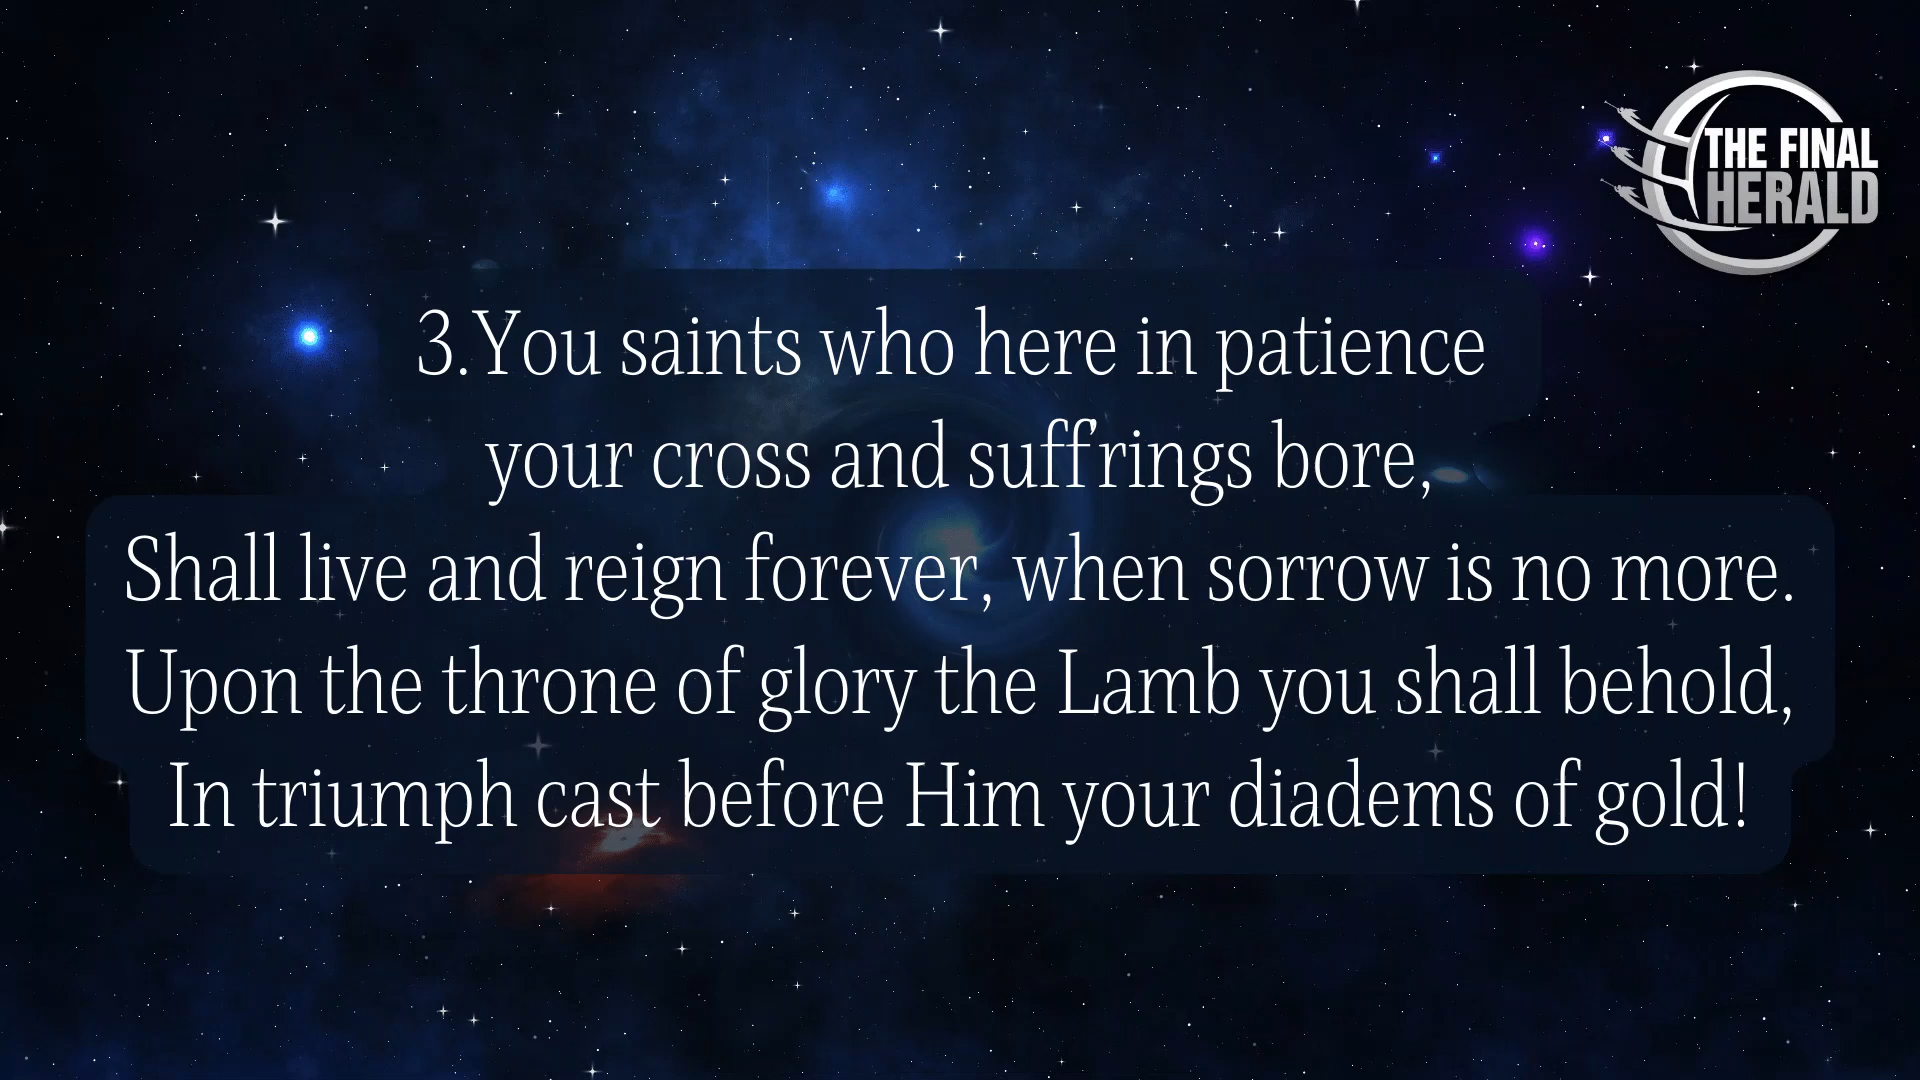 THE FINAL
HERALD
3.You saints who here in patience
your cross and suff'rings bore,
Shall live and reign forever, when sorrow is no more.
Upon the throne of glory the Lamb you shall behold,
In triumph cast before Him your diadems of gold!